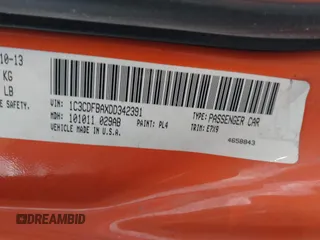 10-13
KG
LB
E SAFETY.
VIN: 1C3CDFBAXDD342391
TYPE: PASSENGER CAR
MDH: 101011 029AB
PAINT: PL4
TRIM: E7X9
VEHICLE MADE IN U.S.A.
4658843
DREAMBID